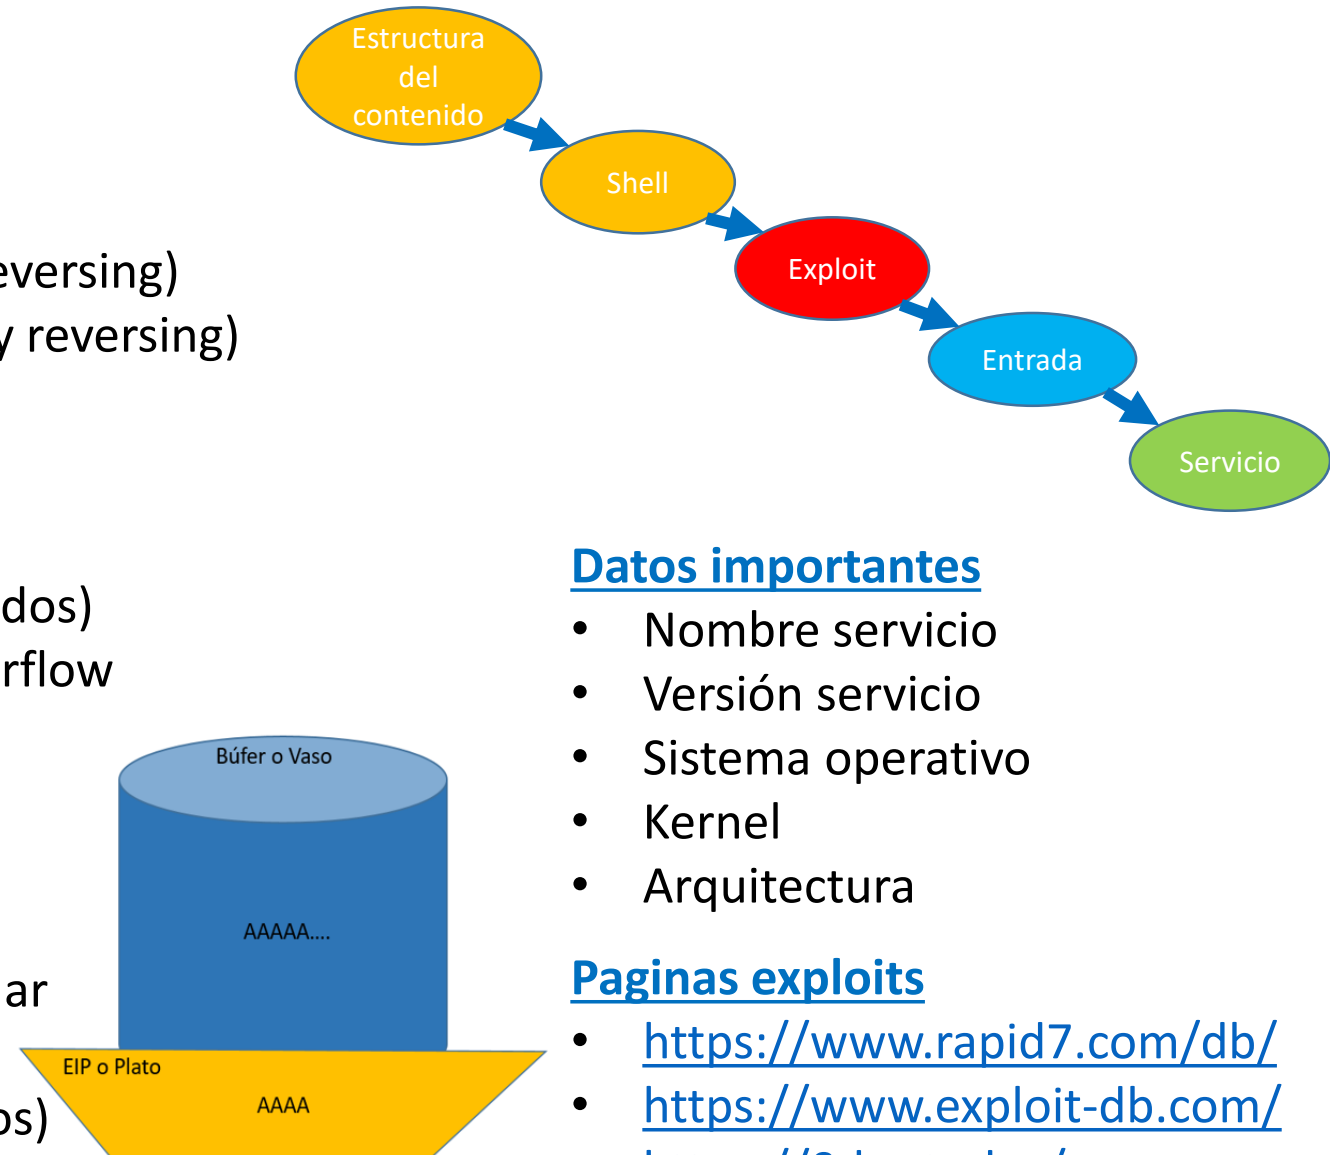 Estructura
del
contenido
Shell
Exploit
Entrada
Servicio
reversing)
y reversing)
dos)
rflow
Búfer o Vaso
AAAAA....
ar
EIP o Plato
AAAA
os)
Datos importantes
• Nombre servicio
• Versión servicio
• Sistema operativo
• Kernel
• Arquitectura
Paginas exploits
• https://www.rapid7.com/db/
• https://www.exploit-db.com/